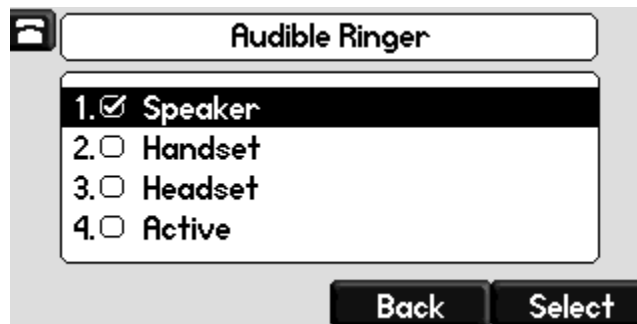 Audible Ringer
1. Speaker
2. Handset
3. Headset
4. Active
Back Select